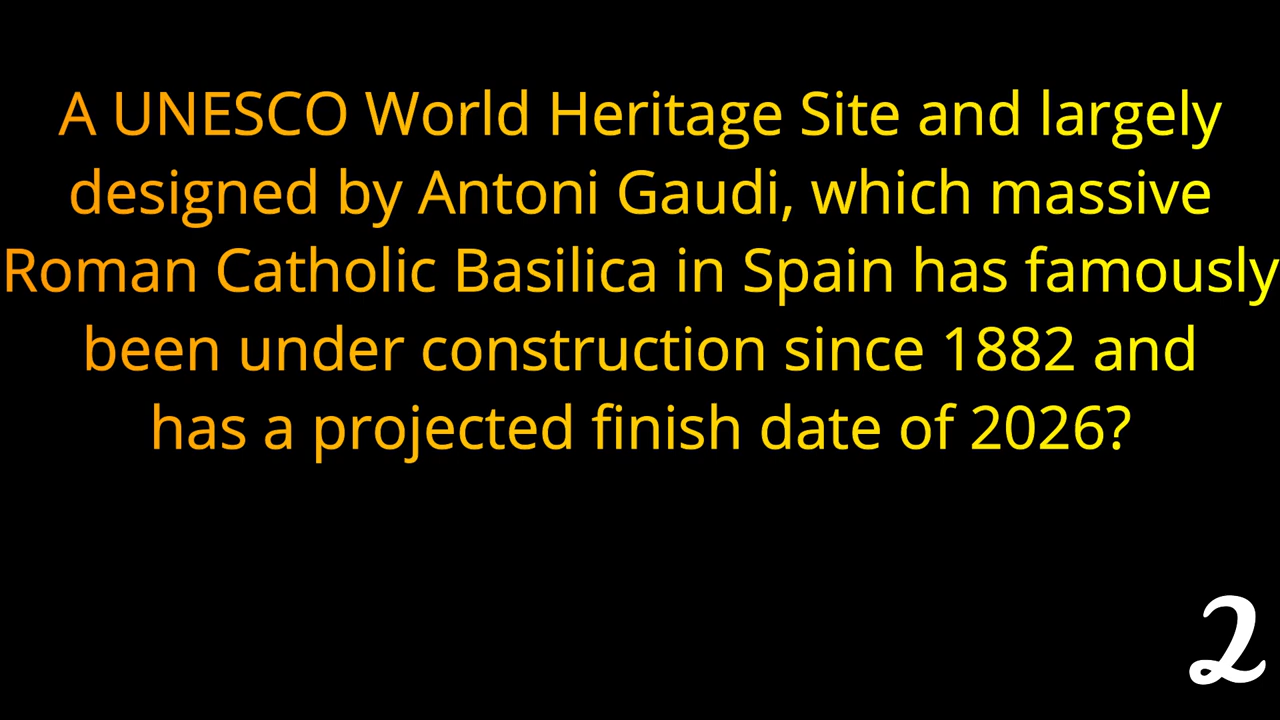 A UNESCO World Heritage Site and largely
designed by Antoni Gaudi, which massive
Roman Catholic Basilica in Spain has famously
been under construction since 1882 and
has a projected finish date of 2026?
2